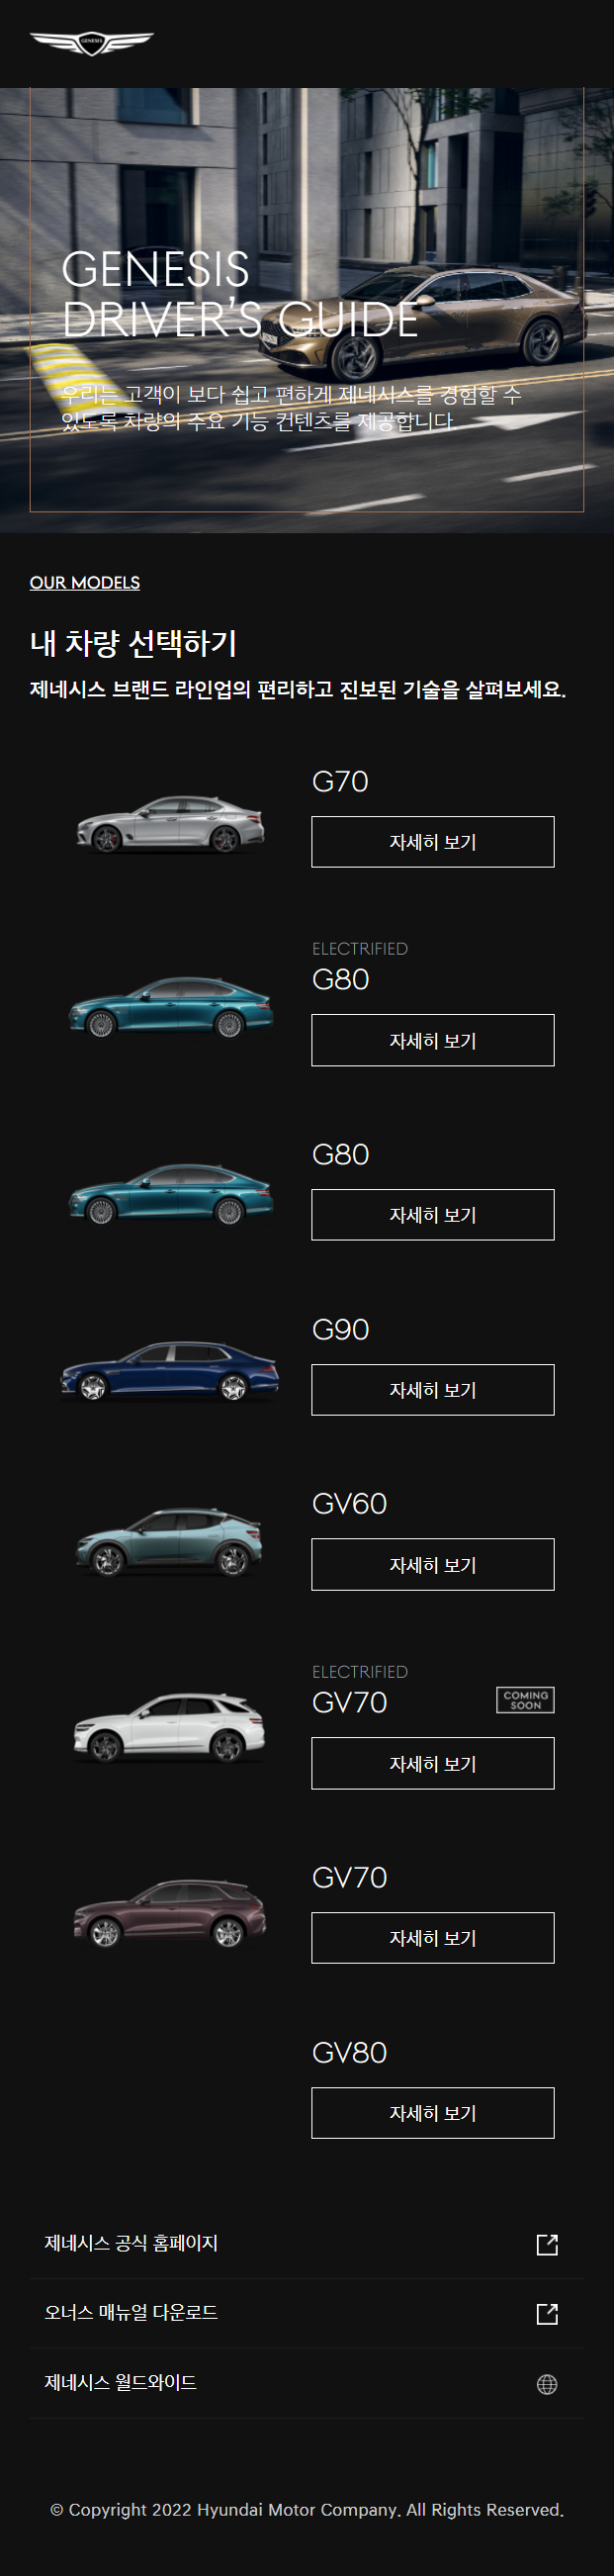 GENESIS
GENESIS
DRIVER'S GUIDE
우리는 고객이 보다 쉽고 편하게 제네시스를 경험할 수
있도록 차량의 주요 기능 컨텐츠를 제공합니다.
OUR MODELS
내 차량 선택하기
제네시스 브랜드 라인업의 편리하고 진보된 기술을 살펴보세요.
G70
자세히 보기
ELECTRIFIED
G80
자세히 보기
G80
자세히 보기
G90
자세히 보기
GV60
자세히 보기
ELECTRIFIED
GV70
COMING
SOON
자세히 보기
GV70
자세히 보기
GV80
자세히 보기
제네시스 공식 홈페이지
오너스 매뉴얼 다운로드
제네시스 월드와이드
© Copyright 2022 Hyundai Motor Company. All Rights Reserved.